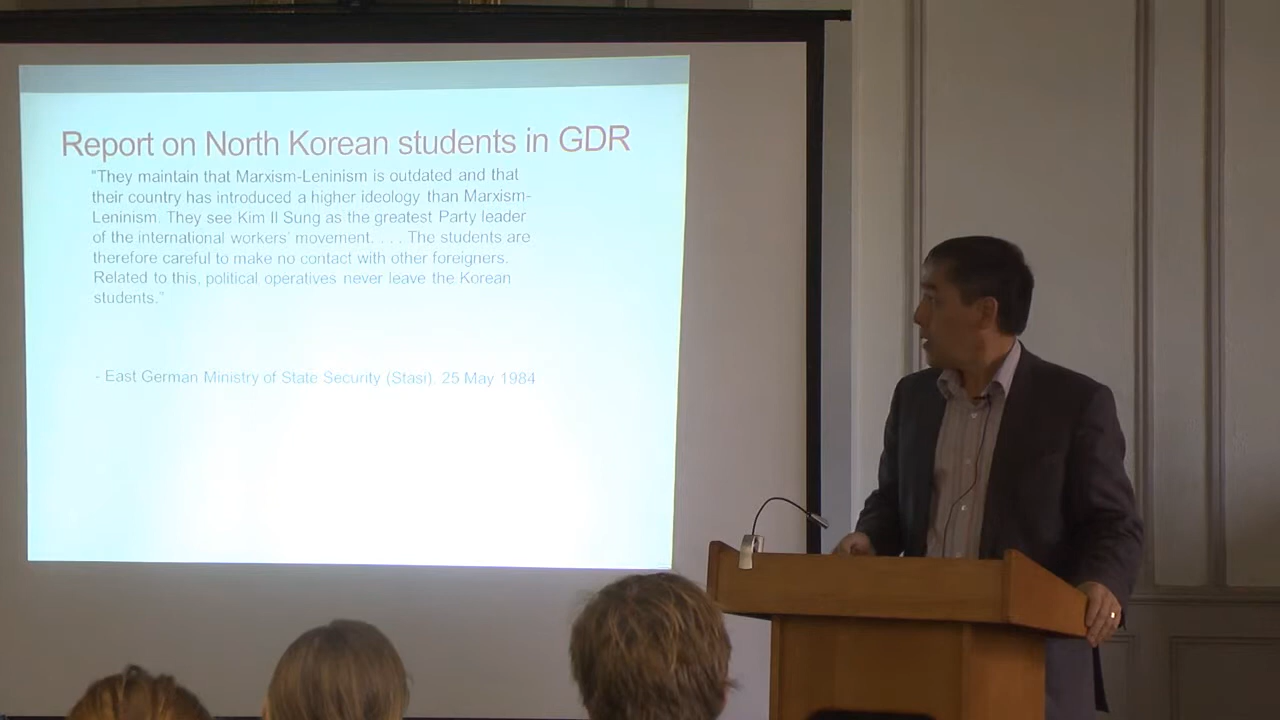 Report on North Korean students in GDR
"They maintain that Marxism-Leninism is outdated and that
their country has introduced a higher ideology than Marxism-
Leninism. They see Kim Il Sung as the greatest Party leader
of the international workers' movement. . . . The students are
therefore careful to make no contact with other foreigners.
Related to this, political operatives never leave the Korean
students."
- East German Ministry of State Security (Stasi), 25 May 1984